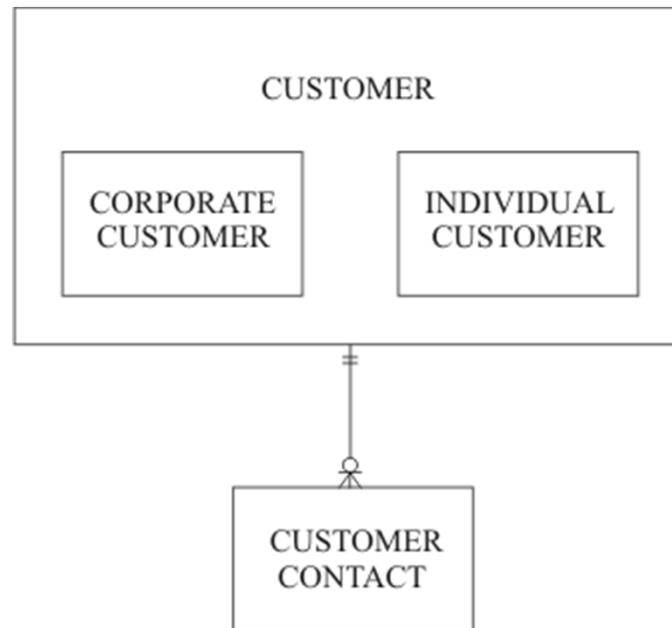 CUSTOMER
CORPORATE
CUSTOMER
INDIVIDUAL
CUSTOMER
CUSTOMER
CONTACT